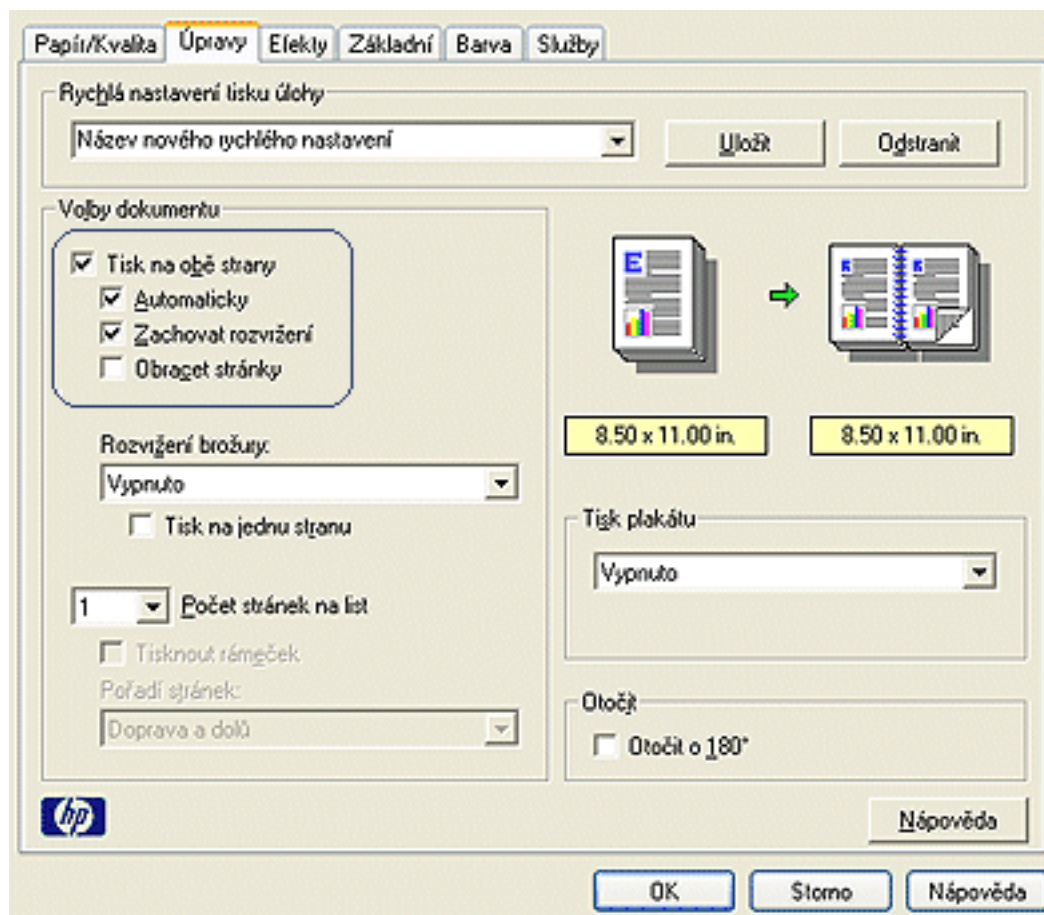 Papír/Kvalita Úpravy Efekty Základní Barva Služby
Rychlá nastavení tisku úlohy
Název nového rychlého nastavení Uložit Odstranit
Volby dokumentu
Tisk na obě strany
Automaticky
Zachovat rozvržení
Obracet stránky
E
8.50 x 11.00 in. 8.50 x 11.00 in.
Rozvržení brožury:
Vypnuto
Tisk na jednu stranu
Tisk plakátu
Vypnuto
1 Počet stránek na list
Tisknout rámeček
Pořadí stránek:
Doprava a dolů
Otočit
Otočit o 180°
hp
Nápověda
OK Storno Nápověda